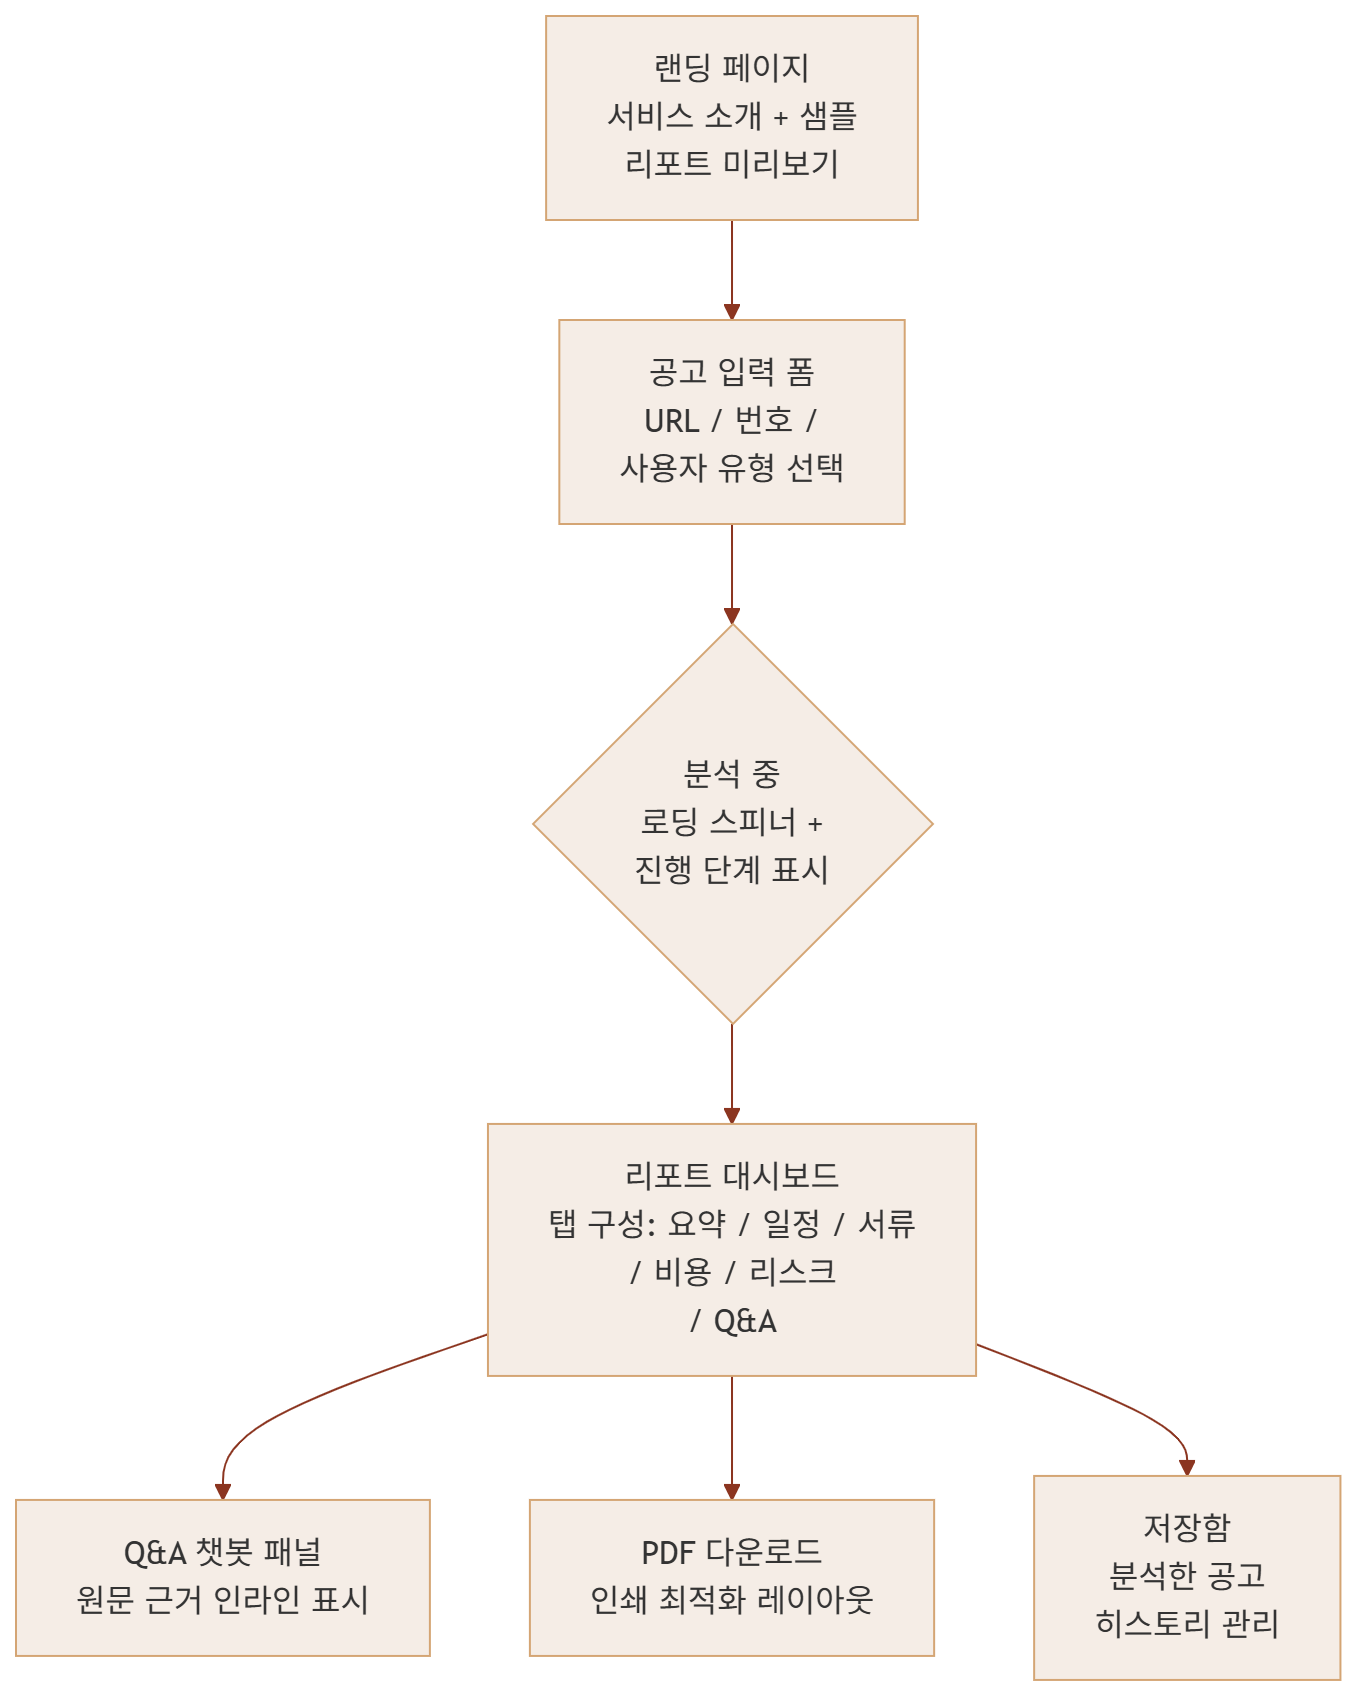 랜딩 페이지
서비스 소개 + 샘플
리포트 미리보기
공고 입력 폼
URL / 번호 /
사용자 유형 선택
분석 중
로딩 스피너 +
진행 단계 표시
리포트 대시보드
탭 구성: 요약 / 일정 / 서류
/ 비용 / 리스크
/ Q&A
Q&A 챗봇 패널
원문 근거 인라인 표시
PDF 다운로드
인쇄 최적화 레이아웃
저장함
분석한 공고
히스토리 관리